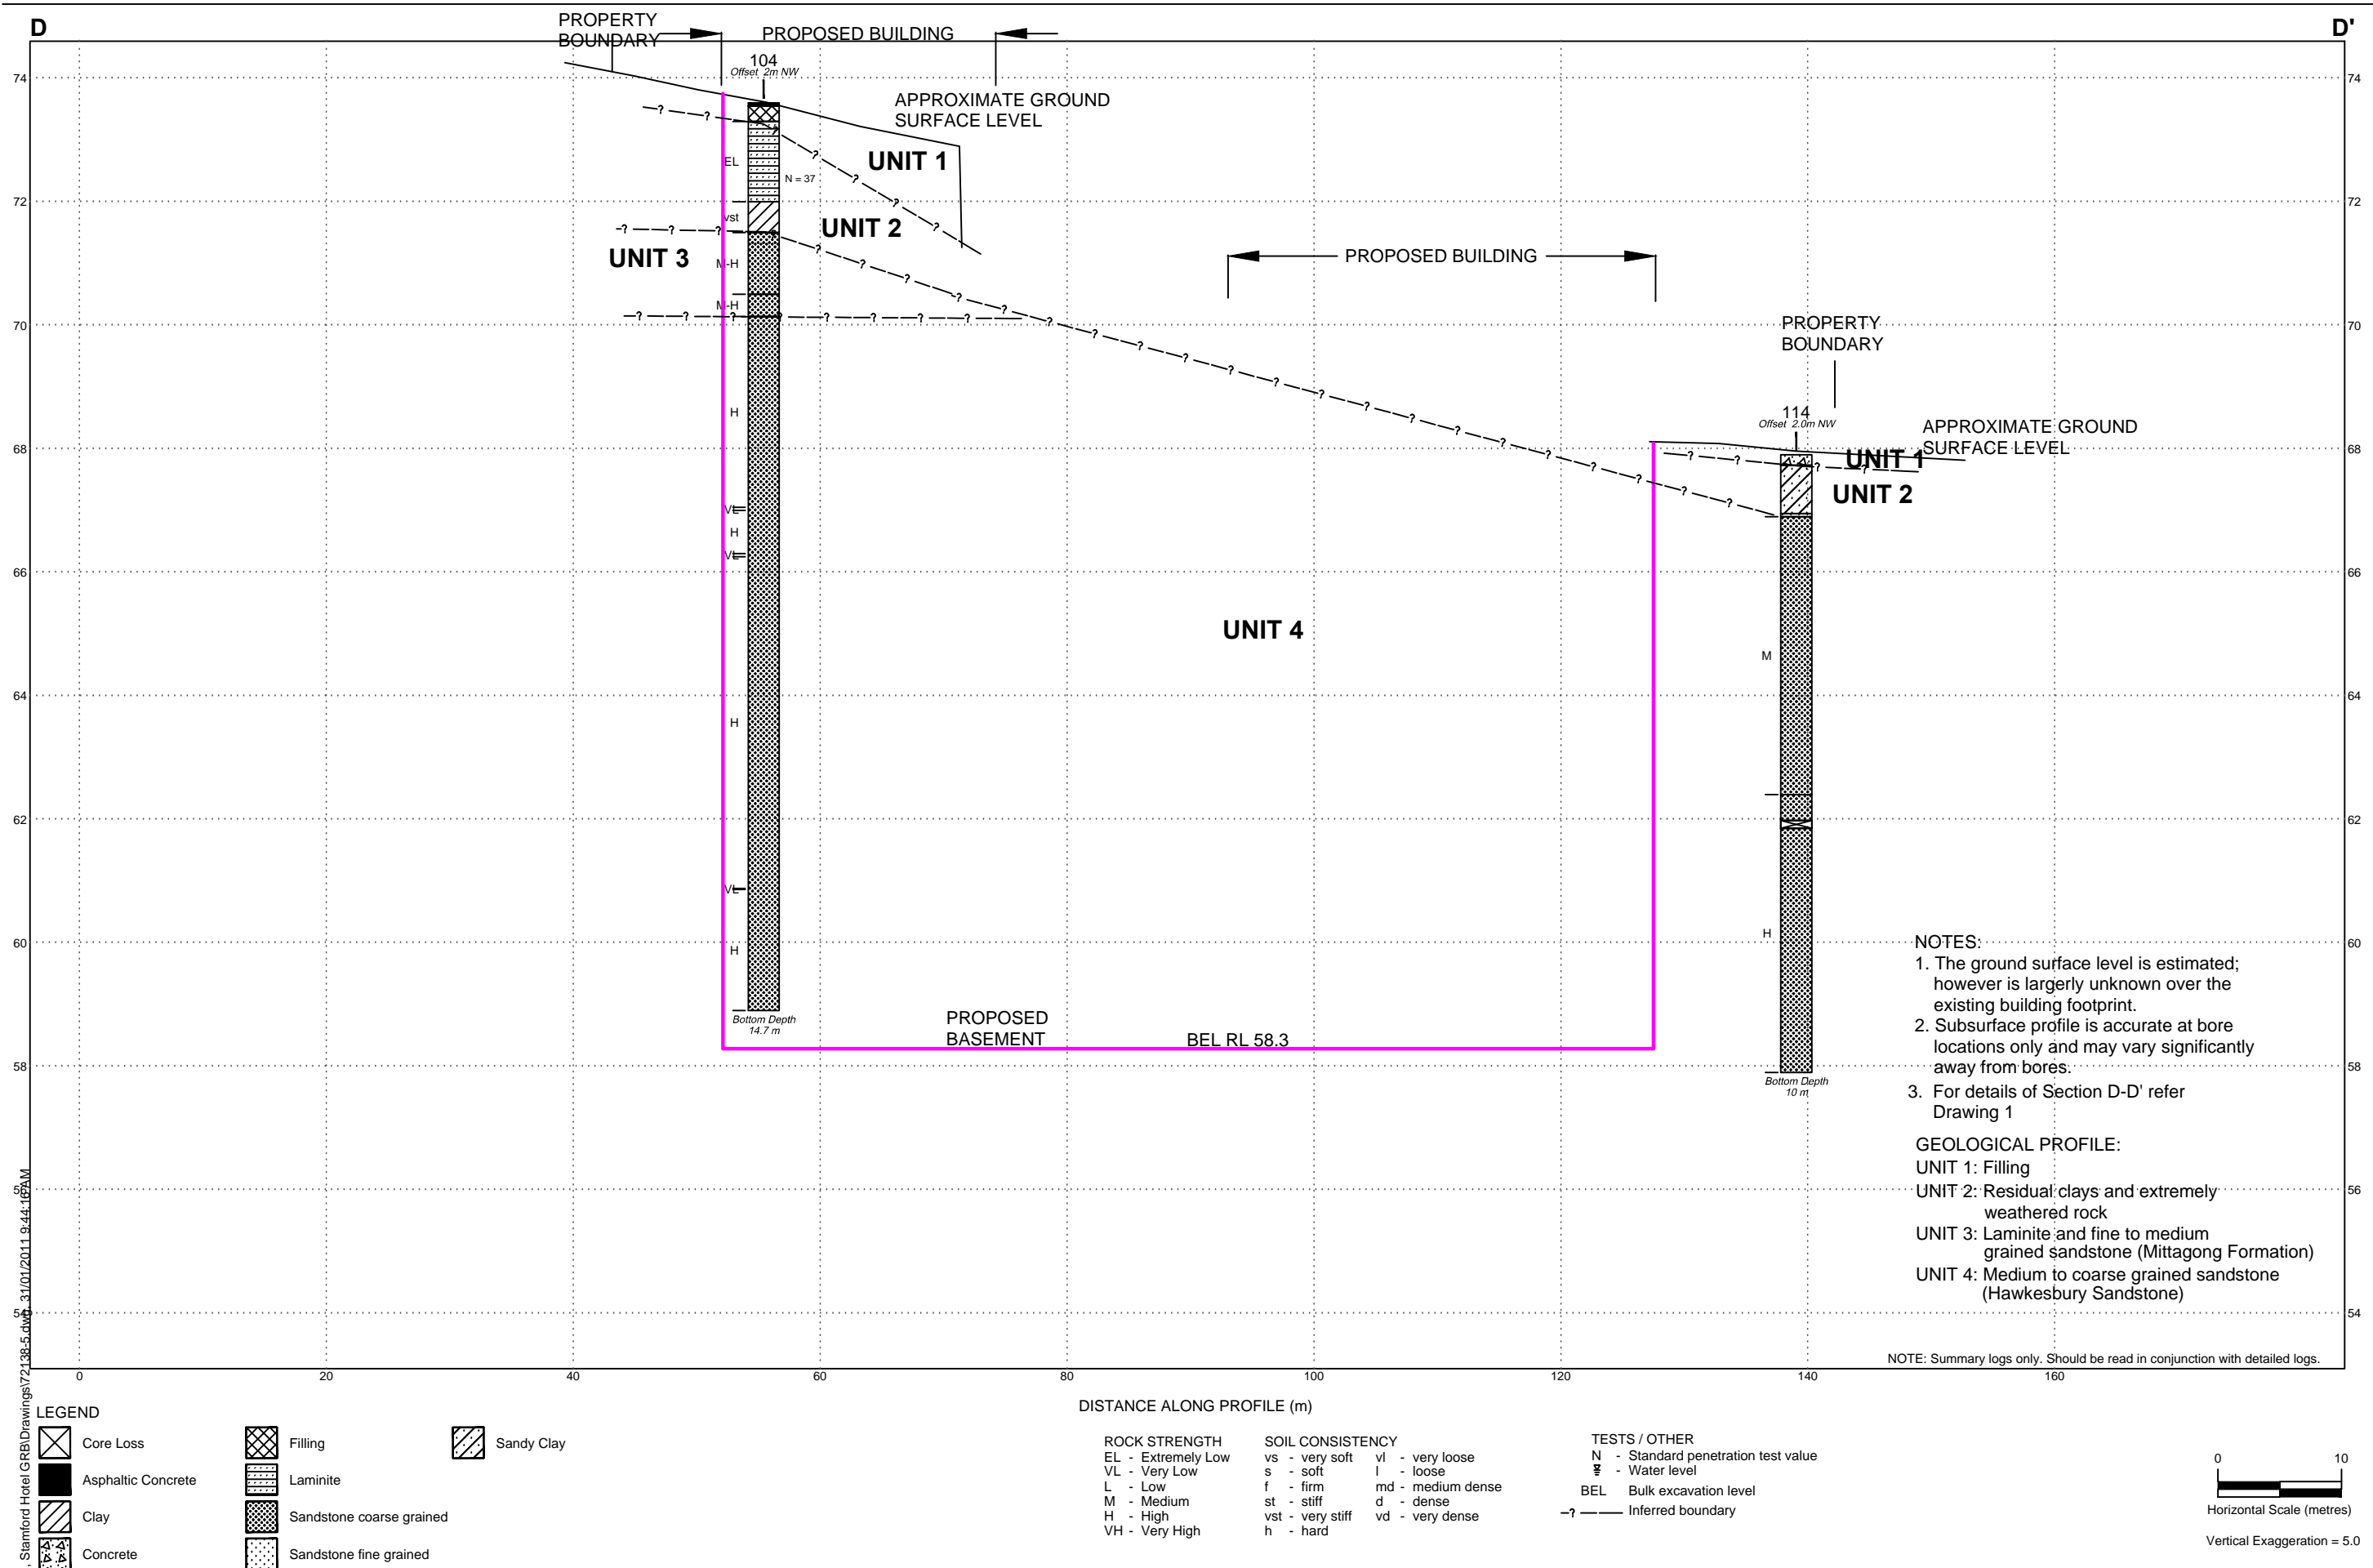 D
D'
PROPERTY
BOUNDARY
PROPOSED BUILDING
104
Offset 2m NW
APPROXIMATE GROUND
SURFACE LEVEL
74
74
UNIT 1
EL
N = 37
72
72
vst
UNIT 2
UNIT 3
M-H
PROPOSED BUILDING
M-H
70
70
PROPERTY
BOUNDARY
H
114
Offset 2.0m NW
APPROXIMATE GROUND
SURFACE LEVEL
68
68
UNIT 1
UNIT 2
VL
H
VL
66
66
UNIT 4
M
64
64
H
62
62
VL
60
60
H
H
Bottom Depth
14.7 m
PROPOSED
BASEMENT
BEL RL 58.3
58
58
Bottom Depth
10 m
NOTES:
1. The ground surface level is estimated;
however is largerly unknown over the
existing building footprint.
2. Subsurface profile is accurate at bore
locations only and may vary significantly
away from bores.
3. For details of Section D-D' refer
Drawing 1
GEOLOGICAL PROFILE:
UNIT 1: Filling
UNIT 2: Residual clays and extremely
weathered rock
UNIT 3: Laminite and fine to medium
grained sandstone (Mittagong Formation)
UNIT 4: Medium to coarse grained sandstone
(Hawkesbury Sandstone)
56
56
54
54
NOTE: Summary logs only. Should be read in conjunction with detailed logs.
0 20 40 60 80 100 120 140 160
DISTANCE ALONG PROFILE (m)
, Stamford Hotel GRB\Drawings\72138-5.dwg, 31/01/2011 9:44:16 AM
LEGEND
Core Loss
Asphaltic Concrete
Clay
Concrete
Filling
Laminite
Sandstone coarse grained
Sandstone fine grained
Sandy Clay
ROCK STRENGTH
EL - Extremely Low
VL - Very Low
L - Low
M - Medium
H - High
VH - Very High
SOIL CONSISTENCY
vs - very soft vl - very loose
s - soft l - loose
f - firm md - medium dense
st - stiff d - dense
vst - very stiff vd - very dense
h - hard
TESTS / OTHER
N - Standard penetration test value
- Water level
BEL Bulk excavation level
-?- Inferred boundary
0 10
Horizontal Scale (metres)
Vertical Exaggeration = 5.0